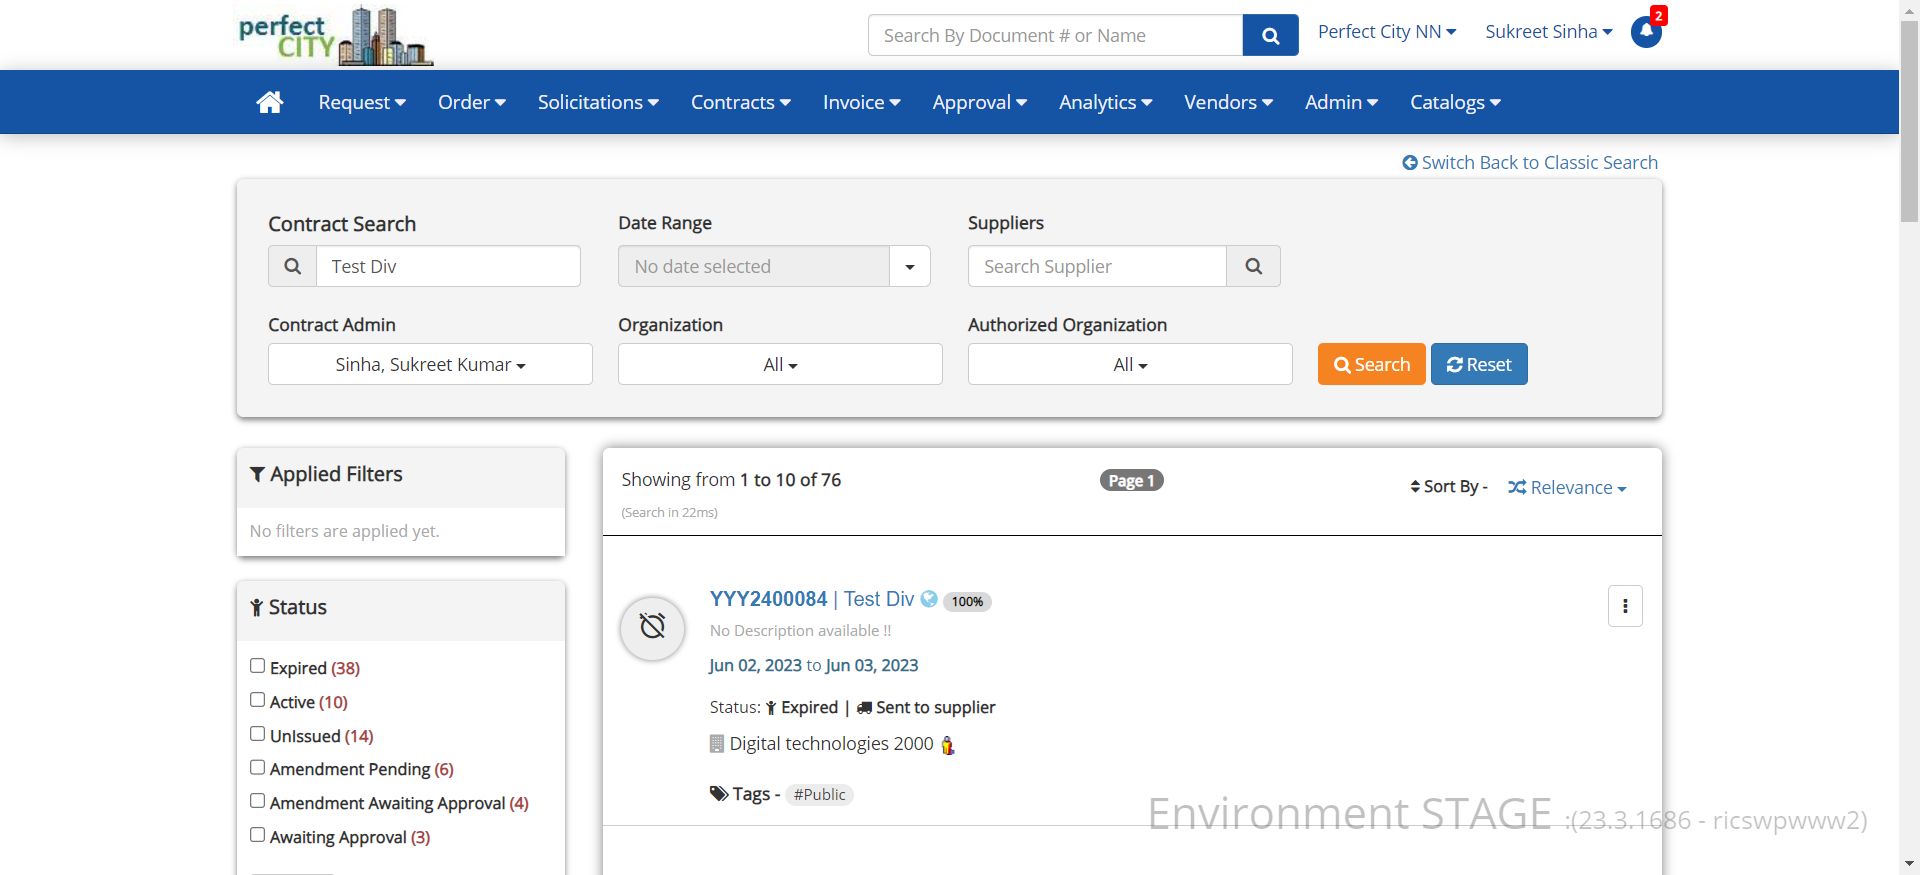 perfect
CITY
Search By Document # or Name
Perfect City NN
Sukreet Sinha
2
Request
Order
Solicitations
Contracts
Invoice
Approval
Analytics
Vendors
Admin
Catalogs
Switch Back to Classic Search
Contract Search
Date Range
Suppliers
Test Div
No date selected
Search Supplier
Contract Admin
Organization
Authorized Organization
Sinha, Sukreet Kumar
All
All
Search
Reset
Applied Filters
No filters are applied yet.
Status
Expired (38)
Active (10)
UnIssued (14)
Amendment Pending (6)
Amendment Awaiting Approval (4)
Awaiting Approval (3)
Showing from 1 to 10 of 76
(Search in 22ms)
Page 1
Sort By -
Relevance
YYY2400084 | Test Div 100%
No Description available !!
Jun 02, 2023 to Jun 03, 2023
Status: Expired | Sent to supplier
Digital technologies 2000
Tags - #Public
Environment STAGE :(23.3.1686 - ricswpwww2)